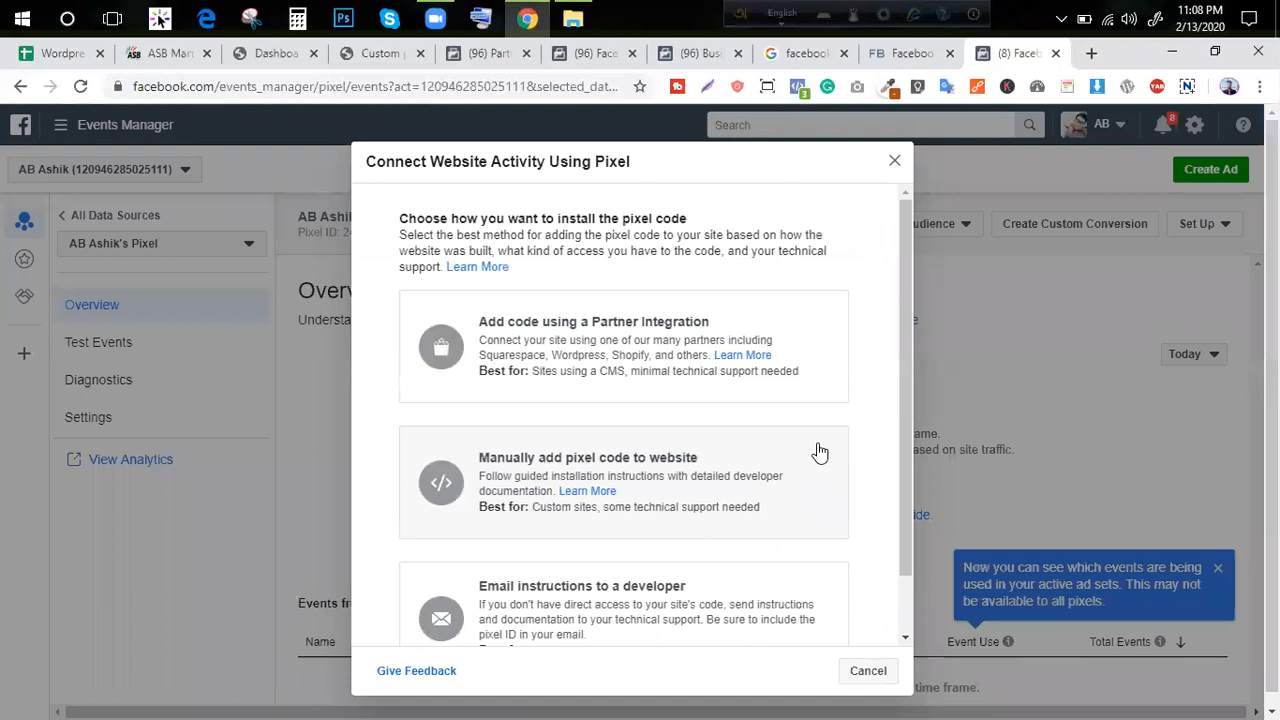 Ps
English
11:08 PM
2/13/2020
Wordpre
ASB Mar
Dashboa
Custom p
(96) Part
(96) Face
(96) Busi
facebook
FB Faceboo
(8) Faceb
facebook.com/events_manager/pixel/events?act=120946285025111&selected_dat...
Events Manager
Search
AB
8
AB Ashik (120946285025111)
Create Ad
Connect Website Activity Using Pixel
All Data Sources
AB Ashik's Pixel
Overview
Test Events
Diagnostics
Settings
View Analytics
AB Ashik
Pixel ID: 2
udience
Create Custom Conversion
Set Up
Over
Understa
Today
Choose how you want to install the pixel code
Select the best method for adding the pixel code to your site based on how the
website was built, what kind of access you have to the code, and your technical
support. Learn More
Add code using a Partner Integration
Connect your site using one of our many partners including
Squarespace, Wordpress, Shopify, and others. Learn More
Best for: Sites using a CMS, minimal technical support needed
Manually add pixel code to website
Follow guided installation instructions with detailed developer
documentation. Learn More
Best for: Custom sites, some technical support needed
Email instructions to a developer
If you don't have direct access to your site's code, send instructions
and documentation to your technical support. Be sure to include the
pixel ID in your email.
ame.
ased on site traffic.
de.
Now you can see which events are being
used in your active ad sets. This may not
be available to all pixels.
Events fr
Name
Event Use
Total Events
time frame.
Give Feedback
Cancel